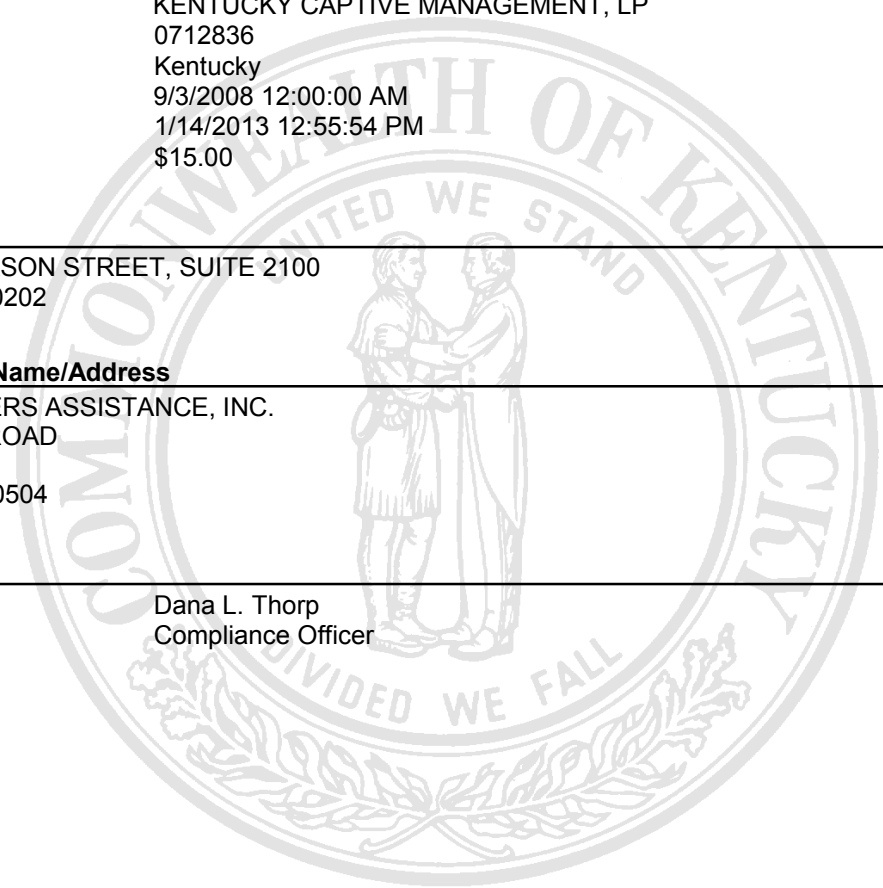 KENTUCKY CAPTIVE MANAGEMENT, LP
0712836
Kentucky
9/3/2008 12:00:00 AM
1/14/2013 12:55:54 PM
$15.00
COMMONWEALTH OF KENTUCKY
UNITED WE STAND
SON STREET, SUITE 2100
0202
Name/Address
ERS ASSISTANCE, INC.
ROAD
0504
Dana L. Thorp
Compliance Officer
DIVIDED WE FALL